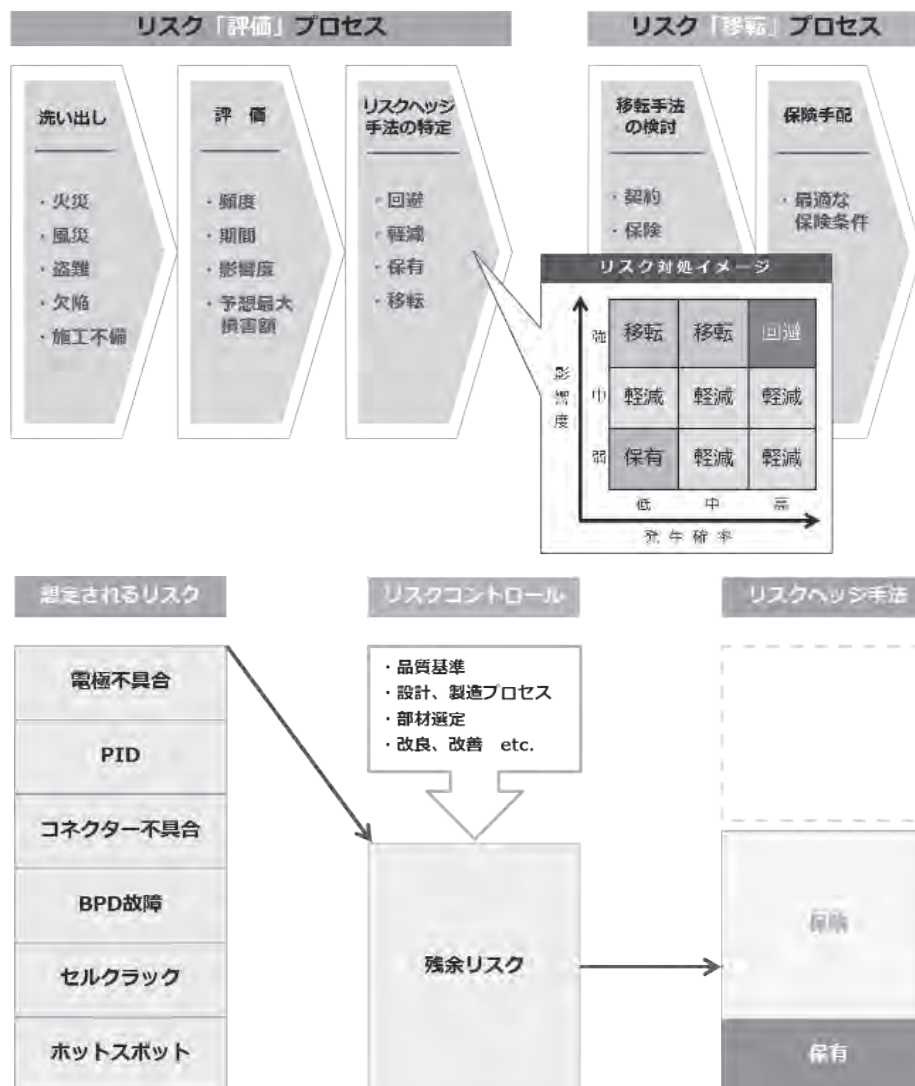 リスク「評価」プロセス
リスク「移転」プロセス
洗い出し
・火災
・風災
・盗難
・欠陥
・施工不備
評　価
・頻度
・期間
・影響度
・予想最大
損害額
リスクヘッジ
手法の特定
・回避
・軽減
・保有
・移転
移転手法
の検討
・契約
・保険
保険手配
・最適な
保険条件
リスク対処イメージ
影響度
強
移転
移転
回避
中
軽減
軽減
軽減
弱
保有
軽減
軽減
低
中
高
発生確率
想定されるリスク
電極不具合
PID
コネクター不具合
BPD故障
セルクラック
ホットスポット
リスクコントロール
・品質基準
・設計、製造プロセス
・部材選定
・改良、改善　etc.
残余リスク
リスクヘッジ手法
保険
保有